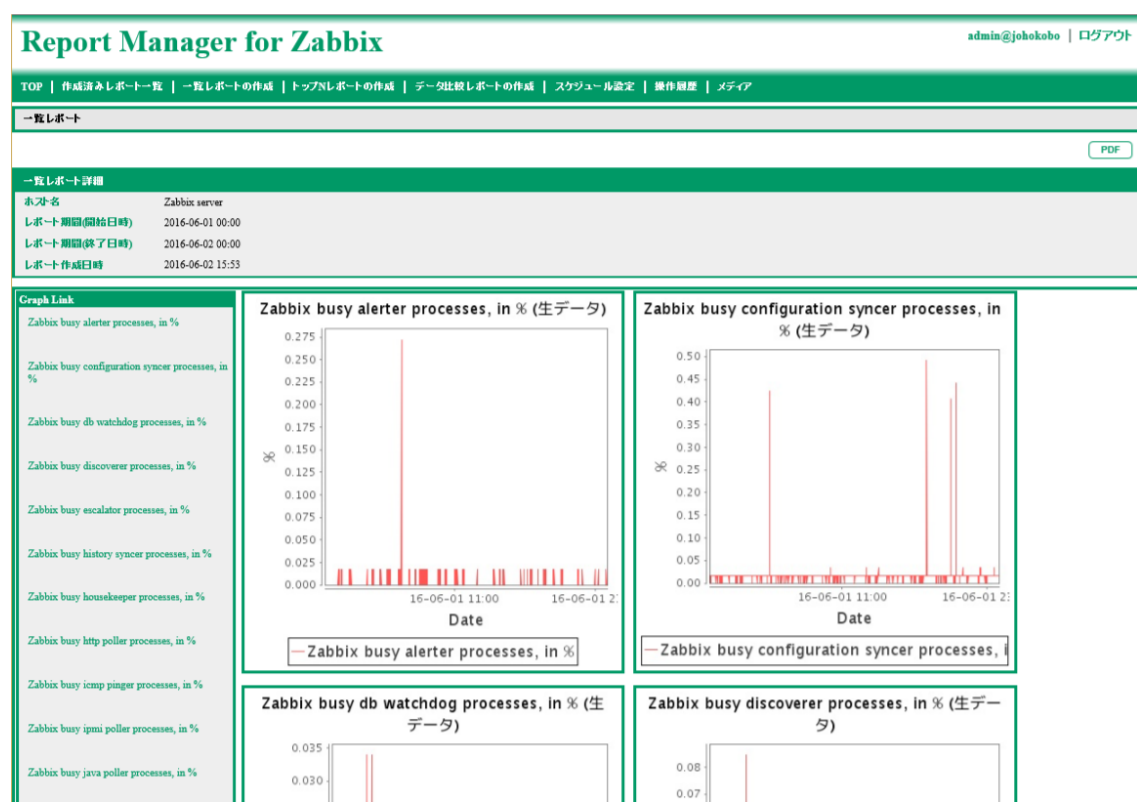 Report Manager for Zabbix
admin@johokobo | ログアウト
TOP | 作成済みレポート一覧 | 一覧レポートの作成 | トップNレポートの作成 | データ比較レポートの作成 | スケジュール設定 | 操作履歴 | メディア
一覧レポート
PDF
一覧レポート詳細
ホスト名 Zabbix server
レポート期間(開始日時) 2016-06-01 00:00
レポート期間(終了日時) 2016-06-02 00:00
レポート作成日時 2016-06-02 15:53
Graph Link
Zabbix busy alerter processes, in %
Zabbix busy configuration syncer processes, in
%
Zabbix busy db watchdog processes, in %
Zabbix busy discoverer processes, in %
Zabbix busy escalator processes, in %
Zabbix busy history syncer processes, in %
Zabbix busy housekeeper processes, in %
Zabbix busy http poller processes, in %
Zabbix busy icmp pinger processes, in %
Zabbix busy ipmi poller processes, in %
Zabbix busy java poller processes, in %
Zabbix busy alerter processes, in % (生データ)
0.275
0.250
0.225
0.200
0.175
0.150
0.125
0.100
0.075
0.050
0.025
0.000
%
16-06-01 11:00
16-06-01 2
Date
Zabbix busy alerter processes, in %
Zabbix busy configuration syncer processes, in
% (生データ)
0.50
0.45
0.40
0.35
0.30
0.25
0.20
0.15
0.10
0.05
0.00
%
16-06-01 11:00
16-06-01 2
Date
Zabbix busy configuration syncer processes, i
Zabbix busy db watchdog processes, in % (生
データ)
0.035
0.030
Zabbix busy discoverer processes, in % (生デー
タ)
0.08
0.07